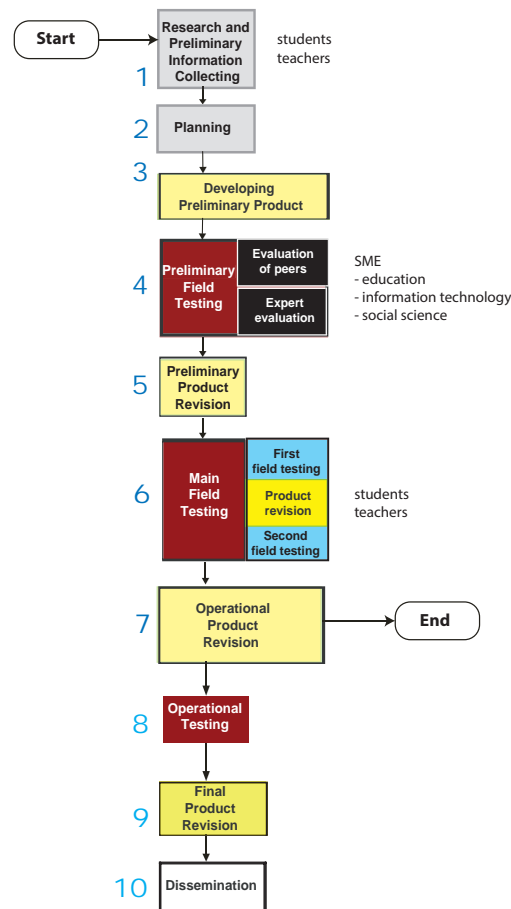 Start
Research and
Preliminary
Information
Collecting
students
teachers
1
2
Planning
3
Developing
Preliminary Product
4
Preliminary
Field
Testing
Evaluation
of peers
Expert
evaluation
SME
- education
- information technology
- social science
5
Preliminary
Product
Revision
6
Main
Field
Testing
First
field testing
Product
revision
Second
field testing
students
teachers
7
Operational
Product
Revision
End
8
Operational
Testing
9
Final
Product
Revision
10
Dissemination